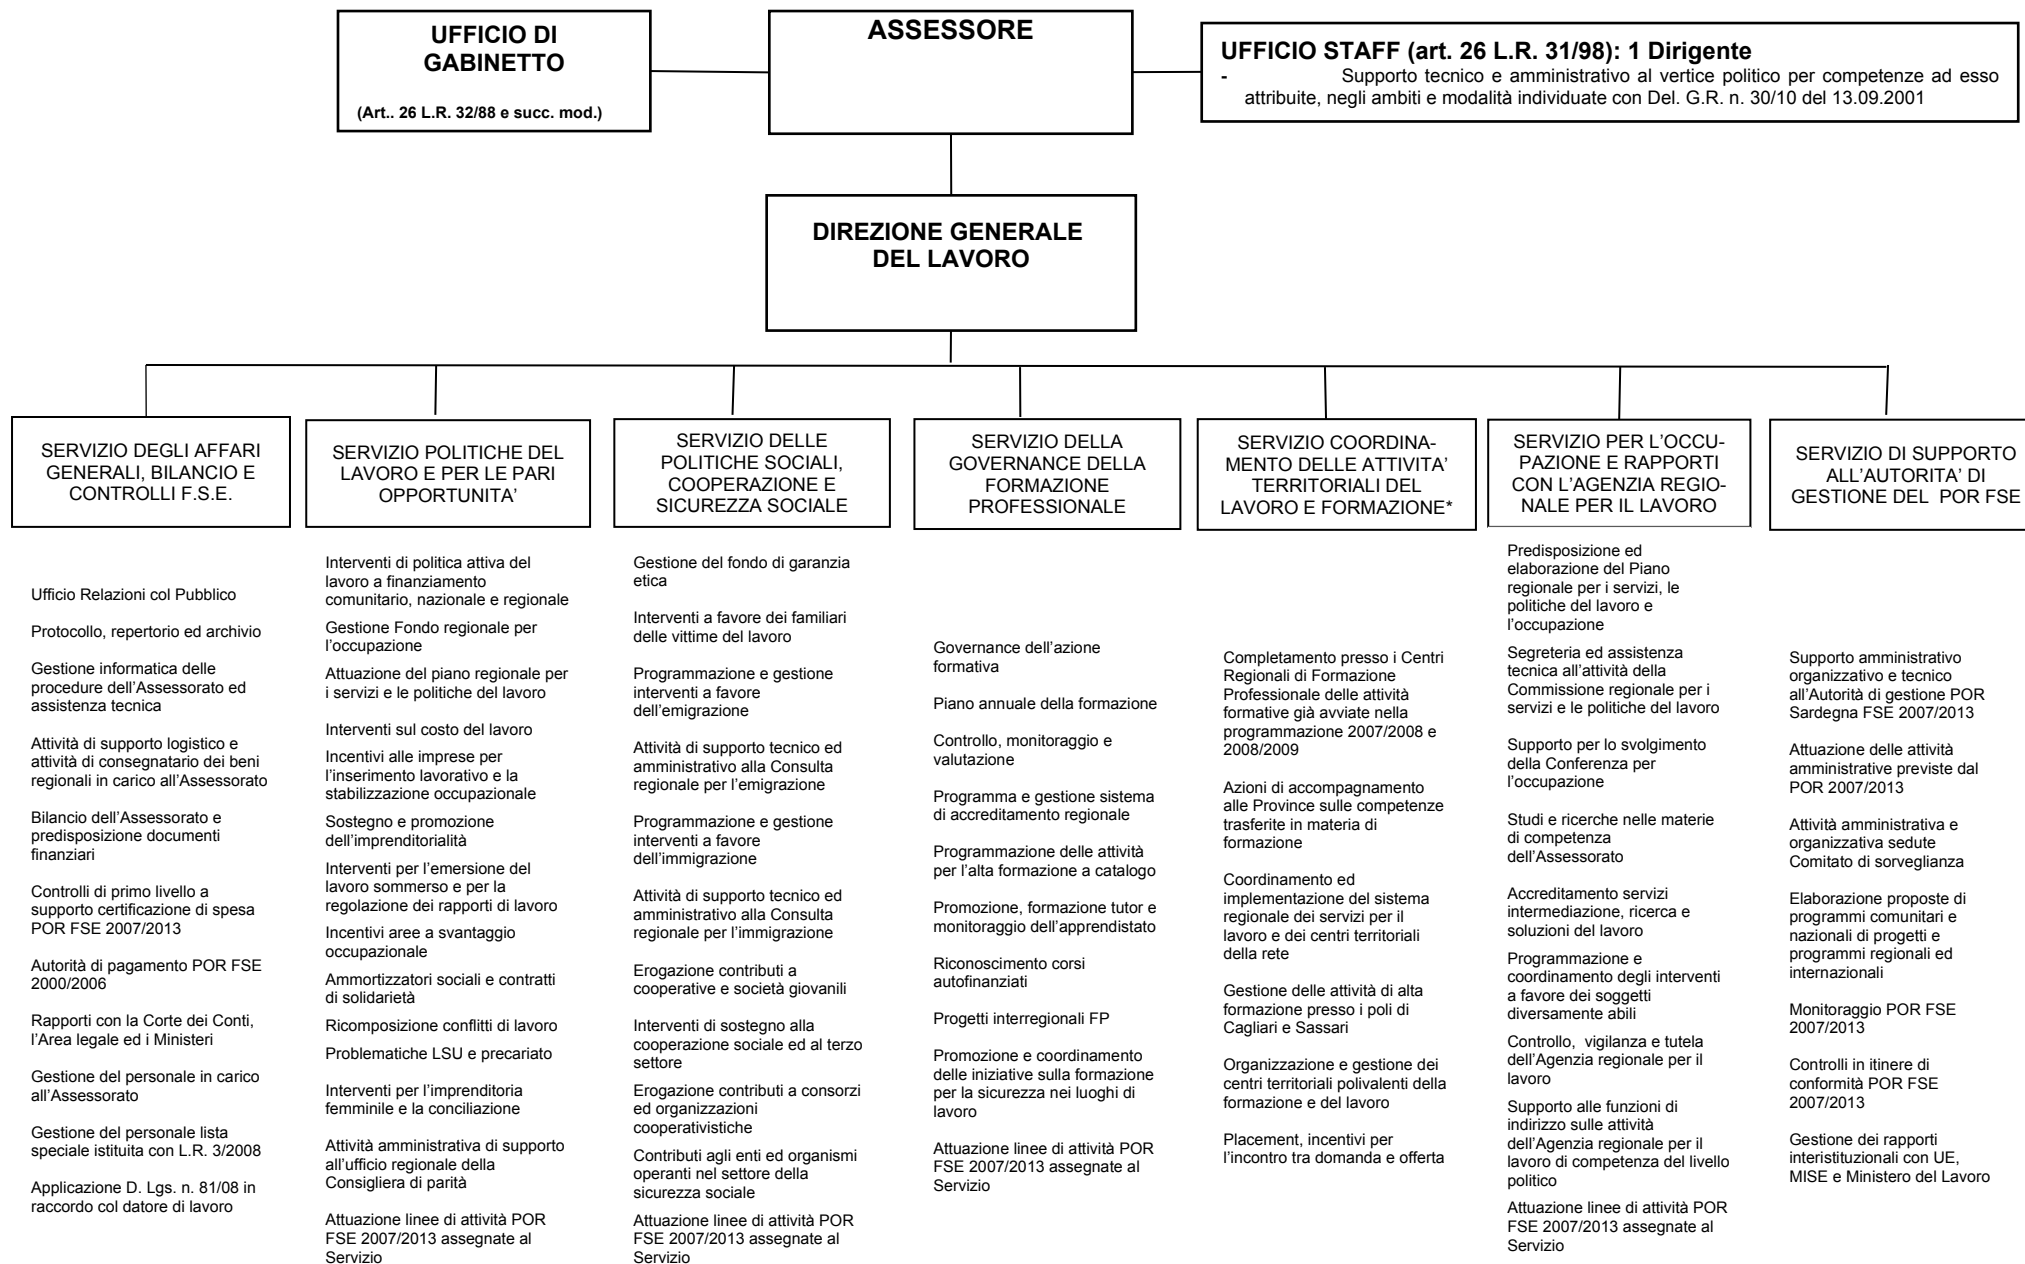 UFFICIO DI
GABINETTO
(Art.. 26 L.R. 32/88 e succ. mod.)
ASSESSORE
UFFICIO STAFF (art. 26 L.R. 31/98): 1 Dirigente
- Supporto tecnico e amministrativo al vertice politico per competenze ad esso
attribuite, negli ambiti e modalità individuate con Del. G.R. n. 30/10 del 13.09.2001
DIREZIONE GENERALE
DEL LAVORO
SERVIZIO DEGLI AFFARI
GENERALI, BILANCIO E
CONTROLLI F.S.E.
Ufficio Relazioni col Pubblico
Protocollo, repertorio ed archivio
Gestione informatica delle
procedure dell'Assessorato ed
assistenza tecnica
Attività di supporto logistico e
attività di consegnatario dei beni
regionali in carico all'Assessorato
Bilancio dell'Assessorato e
predisposizione documenti
finanziari
Controlli di primo livello a
supporto certificazione di spesa
POR FSE 2007/2013
Autorità di pagamento POR FSE
2000/2006
Rapporti con la Corte dei Conti,
l'Area legale ed i Ministeri
Gestione del personale in carico
all'Assessorato
Gestione del personale lista
speciale istituita con L.R. 3/2008
Applicazione D. Lgs. n. 81/08 in
raccordo col datore di lavoro
SERVIZIO POLITICHE DEL
LAVORO E PER LE PARI
OPPORTUNITA'
Interventi di politica attiva del
lavoro a finanziamento
comunitario, nazionale e regionale
Gestione Fondo regionale per
l'occupazione
Attuazione del piano regionale per
i servizi e le politiche del lavoro
Interventi sul costo del lavoro
Incentivi alle imprese per
l'inserimento lavorativo e la
stabilizzazione occupazionale
Sostegno e promozione
dell'imprenditorialità
Interventi per l'emersione del
lavoro sommerso e per la
regolazione dei rapporti di lavoro
Incentivi aree a svantaggio
occupazionale
Ammortizzatori sociali e contratti
di solidarietà
Ricomposizione conflitti di lavoro
Problematiche LSU e precariato
Interventi per l'imprenditoria
femminile e la conciliazione
Attività amministrativa di supporto
all'ufficio regionale della
Consigliera di parità
Attuazione linee di attività POR
FSE 2007/2013 assegnate al
Servizio
SERVIZIO DELLE
POLITICHE SOCIALI,
COOPERAZIONE E
SICUREZZA SOCIALE
Gestione del fondo di garanzia
etica
Interventi a favore dei familiari
delle vittime del lavoro
Programmazione e gestione
interventi a favore
dell'emigrazione
Attività di supporto tecnico ed
amministrativo alla Consulta
regionale per l'emigrazione
Programmazione e gestione
interventi a favore
dell'immigrazione
Attività di supporto tecnico ed
amministrativo alla Consulta
regionale per l'immigrazione
Erogazione contributi a
cooperative e società giovanili
Interventi di sostegno alla
cooperazione sociale ed al terzo
settore
Erogazione contributi a consorzi
ed organizzazioni
cooperativistiche
Contributi agli enti ed organismi
operanti nel settore della
sicurezza sociale
Attuazione linee di attività POR
FSE 2007/2013 assegnate al
Servizio
SERVIZIO DELLA
GOVERNANCE DELLA
FORMAZIONE
PROFESSIONALE
Governance dell'azione
formativa
Piano annuale della formazione
Controllo, monitoraggio e
valutazione
Programma e gestione sistema
di accreditamento regionale
Programmazione delle attività
per l'alta formazione a catalogo
Promozione, formazione tutor e
monitoraggio dell'apprendistato
Riconoscimento corsi
autofinanziati
Progetti interregionali FP
Promozione e coordinamento
delle iniziative sulla formazione
per la sicurezza nei luoghi di
lavoro
Attuazione linee di attività POR
FSE 2007/2013 assegnate al
Servizio
SERVIZIO COORDINA-
MENTO DELLE ATTIVITA'
TERRITORIALI DEL
LAVORO E FORMAZIONE*
Completamento presso i Centri
Regionali di Formazione
Professionale delle attività
formative già avviate nella
programmazione 2007/2008 e
2008/2009
Azioni di accompagnamento
alle Province sulle competenze
trasferite in materia di
formazione
Coordinamento ed
implementazione del sistema
regionale dei servizi per il
lavoro e dei centri territoriali
della rete
Gestione delle attività di alta
formazione presso i poli di
Cagliari e Sassari
Organizzazione e gestione dei
centri territoriali polivalenti della
formazione e del lavoro
Placement, incentivi per
l'incontro tra domanda e offerta
SERVIZIO PER L'OCCU-
PAZIONE E RAPPORTI
CON L'AGENZIA REGIO-
NALE PER IL LAVORO
Predisposizione ed
elaborazione del Piano
regionale per i servizi, le
politiche del lavoro e
l'occupazione
Segreteria ed assistenza
tecnica all'attività della
Commissione regionale per i
servizi e le politiche del lavoro
Supporto per lo svolgimento
della Conferenza per
l'occupazione
Studi e ricerche nelle materie
di competenza
dell'Assessorato
Accreditamento servizi
intermediazione, ricerca e
soluzioni del lavoro
Programmazione e
coordinamento degli interventi
a favore dei soggetti
diversamente abili
Controllo, vigilanza e tutela
dell'Agenzia regionale per il
lavoro
Supporto alle funzioni di
indirizzo sulle attività
dell'Agenzia regionale per il
lavoro di competenza del livello
politico
Attuazione linee di attività POR
FSE 2007/2013 assegnate al
Servizio
SERVIZIO DI SUPPORTO
ALL'AUTORITA' DI
GESTIONE DEL POR FSE
Supporto amministrativo
organizzativo e tecnico
all'Autorità di gestione POR
Sardegna FSE 2007/2013
Attuazione delle attività
amministrative previste dal
POR 2007/2013
Attività amministrativa e
organizzativa sedute
Comitato di sorveglianza
Elaborazione proposte di
programmi comunitari e
nazionali di progetti e
programmi regionali ed
internazionali
Monitoraggio POR FSE
2007/2013
Controlli in itinere di
conformità POR FSE
2007/2013
Gestione dei rapporti
interistituzionali con UE,
MISE e Ministero del Lavoro